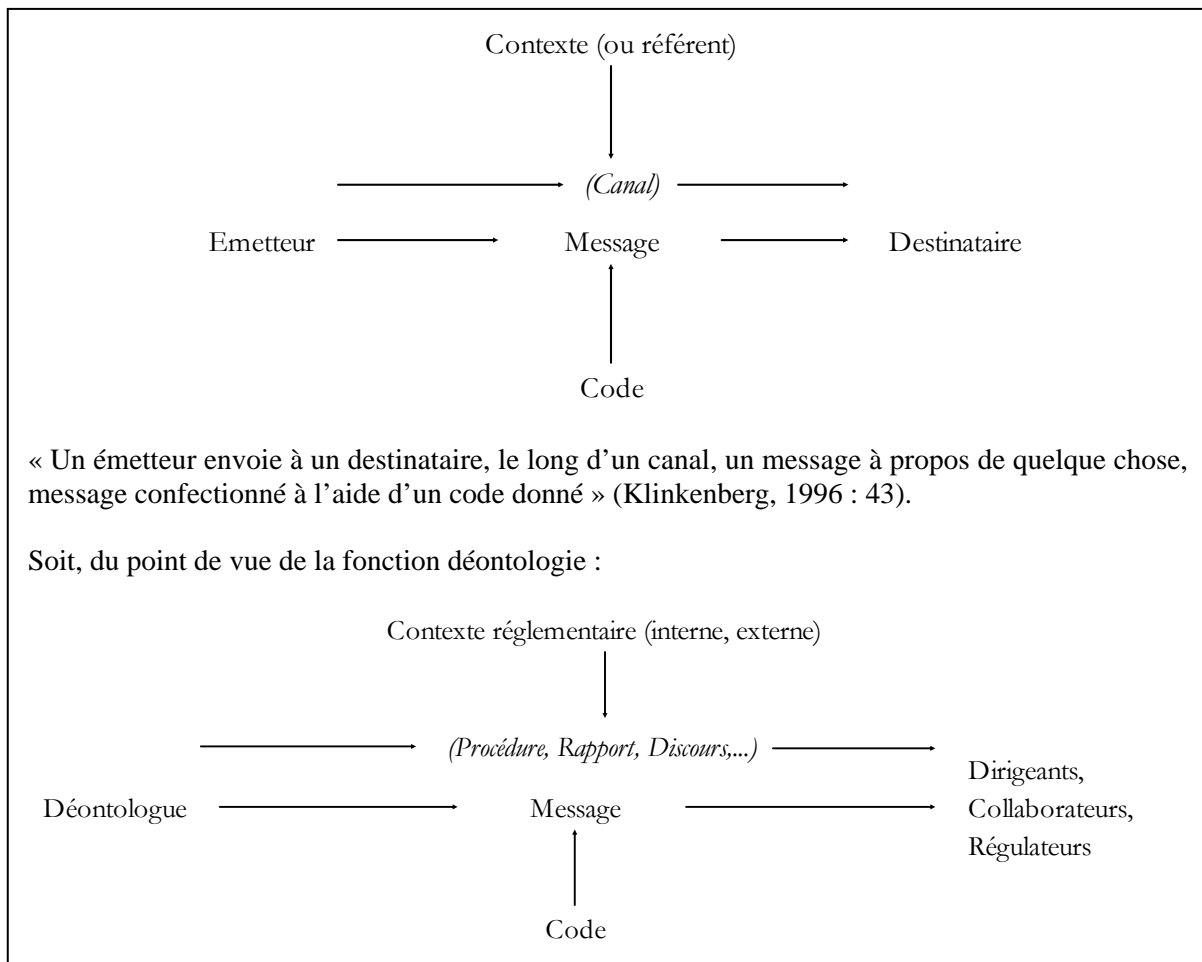 Contexte (ou référent)
(Canal)
Emetteur Message Destinataire
Code
« Un émetteur envoie à un destinataire, le long d’un canal, un message à propos de quelque chose,
message confectionné à l’aide d’un code donné » (Klinkenberg, 1996 : 43).
Soit, du point de vue de la fonction déontologie :
Contexte réglementaire (interne, externe)
(Procédure, Rapport, Discours,...)
Déontologue Message Dirigeants,
Collaborateurs,
Régulateurs
Code